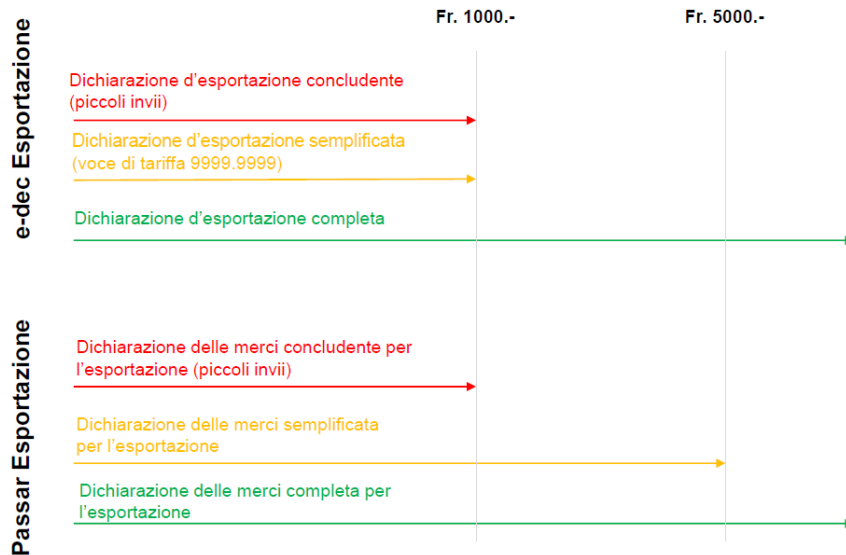 Fr. 1000.-
Fr. 5000.-
e-dec Esportazione
Dichiarazione d'esportazione concludente
(piccoli invii)
Dichiarazione d'esportazione semplificata
(voce di tariffa 9999.9999)
Dichiarazione d'esportazione completa
Passar Esportazione
Dichiarazione delle merci concludente per
l'esportazione (piccoli invii)
Dichiarazione delle merci semplificata
per l'esportazione
Dichiarazione delle merci completa per
l'esportazione